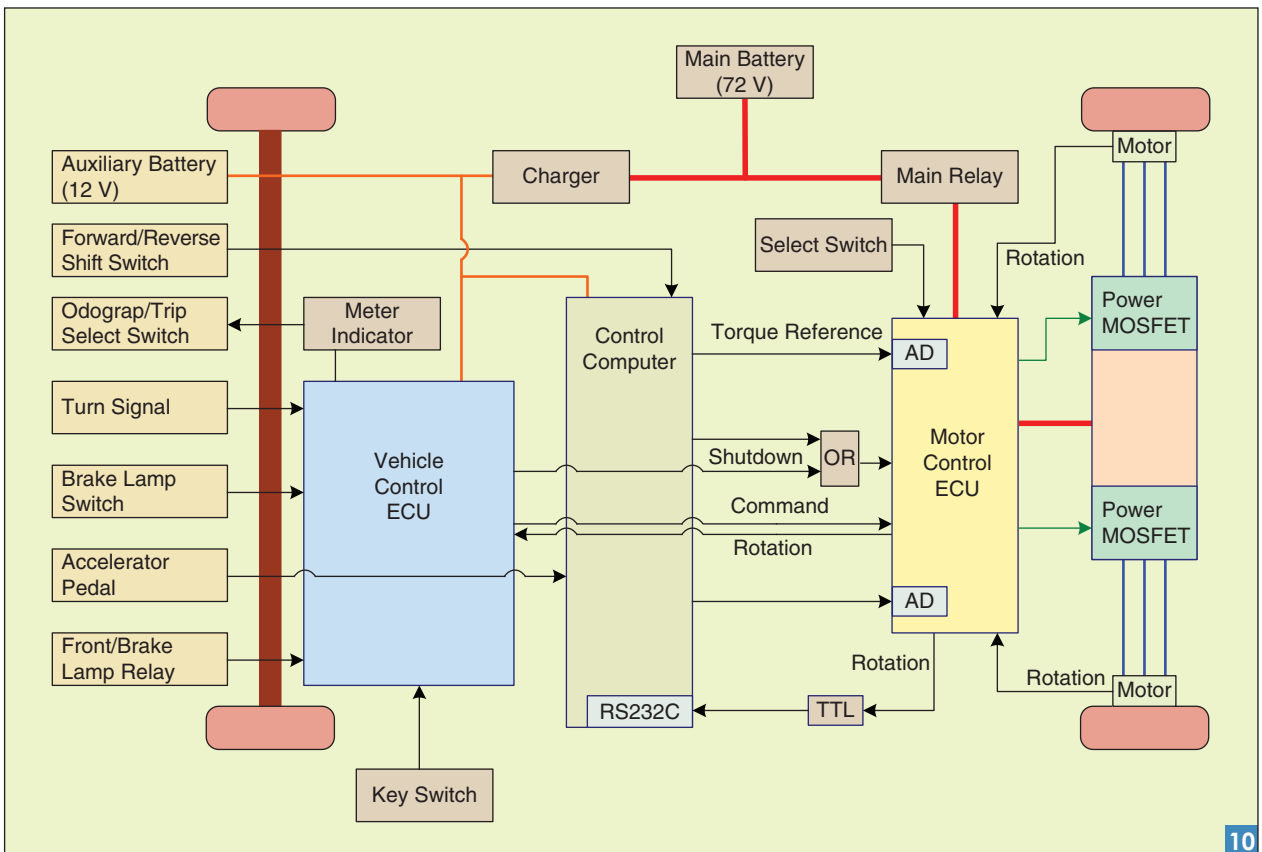 Main Battery
(72 V)
Auxiliary Battery
(12 V)
Charger
Main Relay
Motor
Forward/Reverse
Shift Switch
Select Switch
Rotation
Odograp/Trip
Select Switch
Meter
Indicator
Control
Computer
Torque Reference
AD
Power
MOSFET
Turn Signal
Vehicle
Control
ECU
Shutdown
OR
Motor
Control
ECU
Brake Lamp
Switch
Command
Rotation
Power
MOSFET
Accelerator
Pedal
AD
Front/Brake
Lamp Relay
Rotation
Rotation
Motor
RS232C
TTL
Key Switch
10